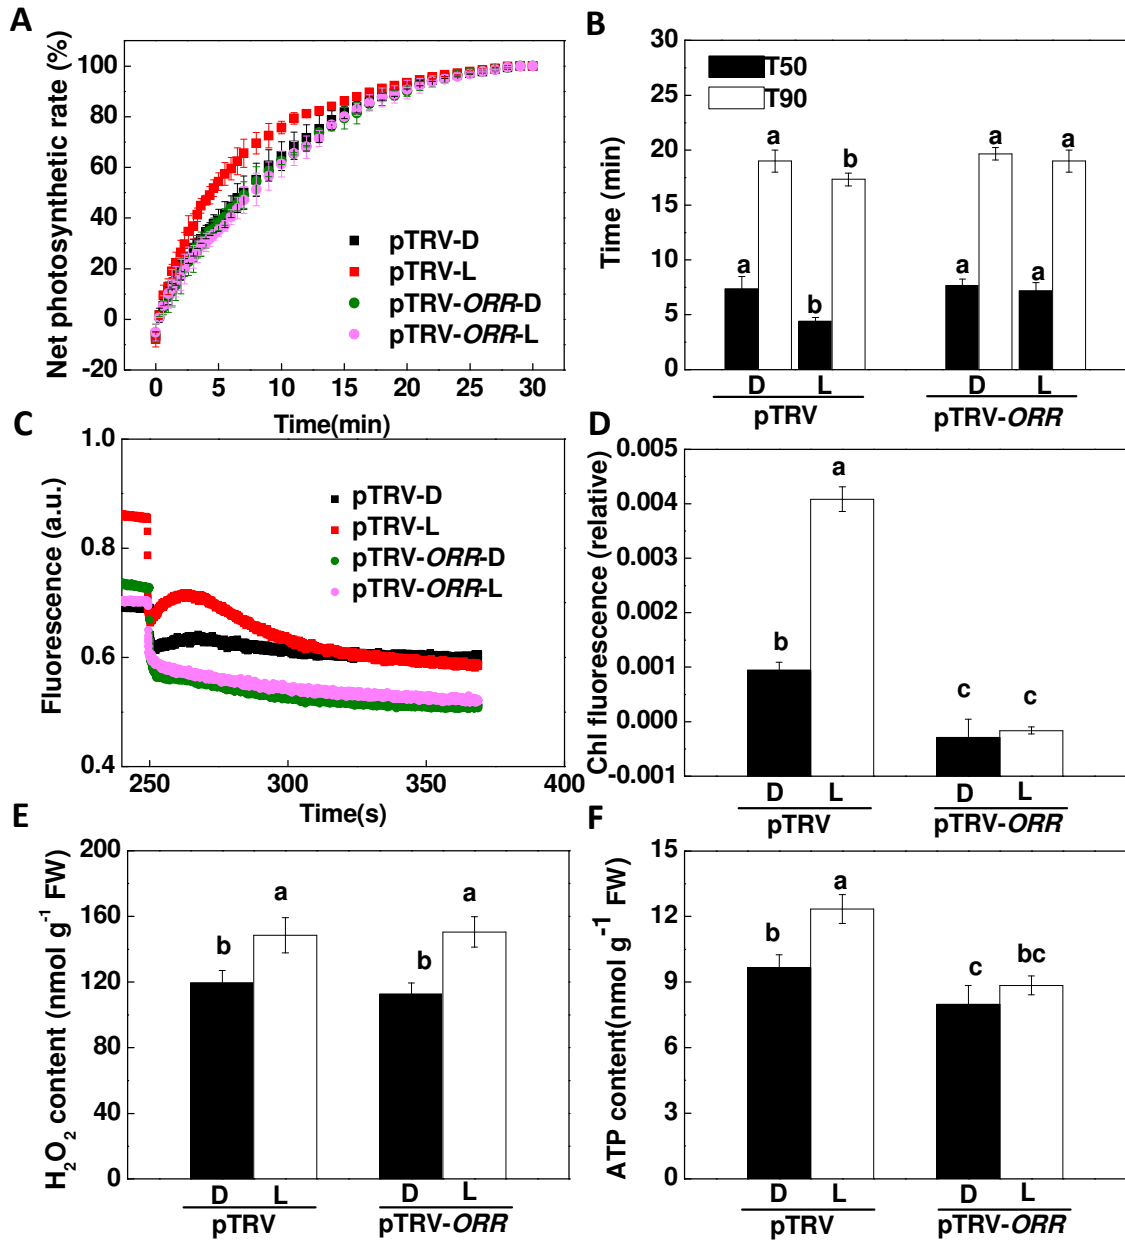 A
Net photosynthetic rate (%)
100
80
60
40
20
0
-20
pTRV-D
pTRV-L
pTRV-ORR-D
pTRV-ORR-L
0 5 10 15 20 25 30
Time(min)
B
Time (min)
30
25
20
15
10
5
0
T50
T90
a a b b a a a a
D L D L
pTRV pTRV-ORR
C
Fluorescence (a.u.)
1.0
0.8
0.6
0.4
pTRV-D
pTRV-L
pTRV-ORR-D
pTRV-ORR-L
250 300 350 400
Time(s)
D
Chl fluorescence (relative)
0.005
0.004
0.003
0.002
0.001
0.000
-0.001
b a c c
D L D L
pTRV pTRV-ORR
E
H₂O₂ content (nmol g⁻¹ FW)
200
160
120
80
40
0
b a b a
D L D L
pTRV pTRV-ORR
F
ATP content(nmol g⁻¹ FW)
15
12
9
6
3
0
b a c bc
D L D L
pTRV pTRV-ORR